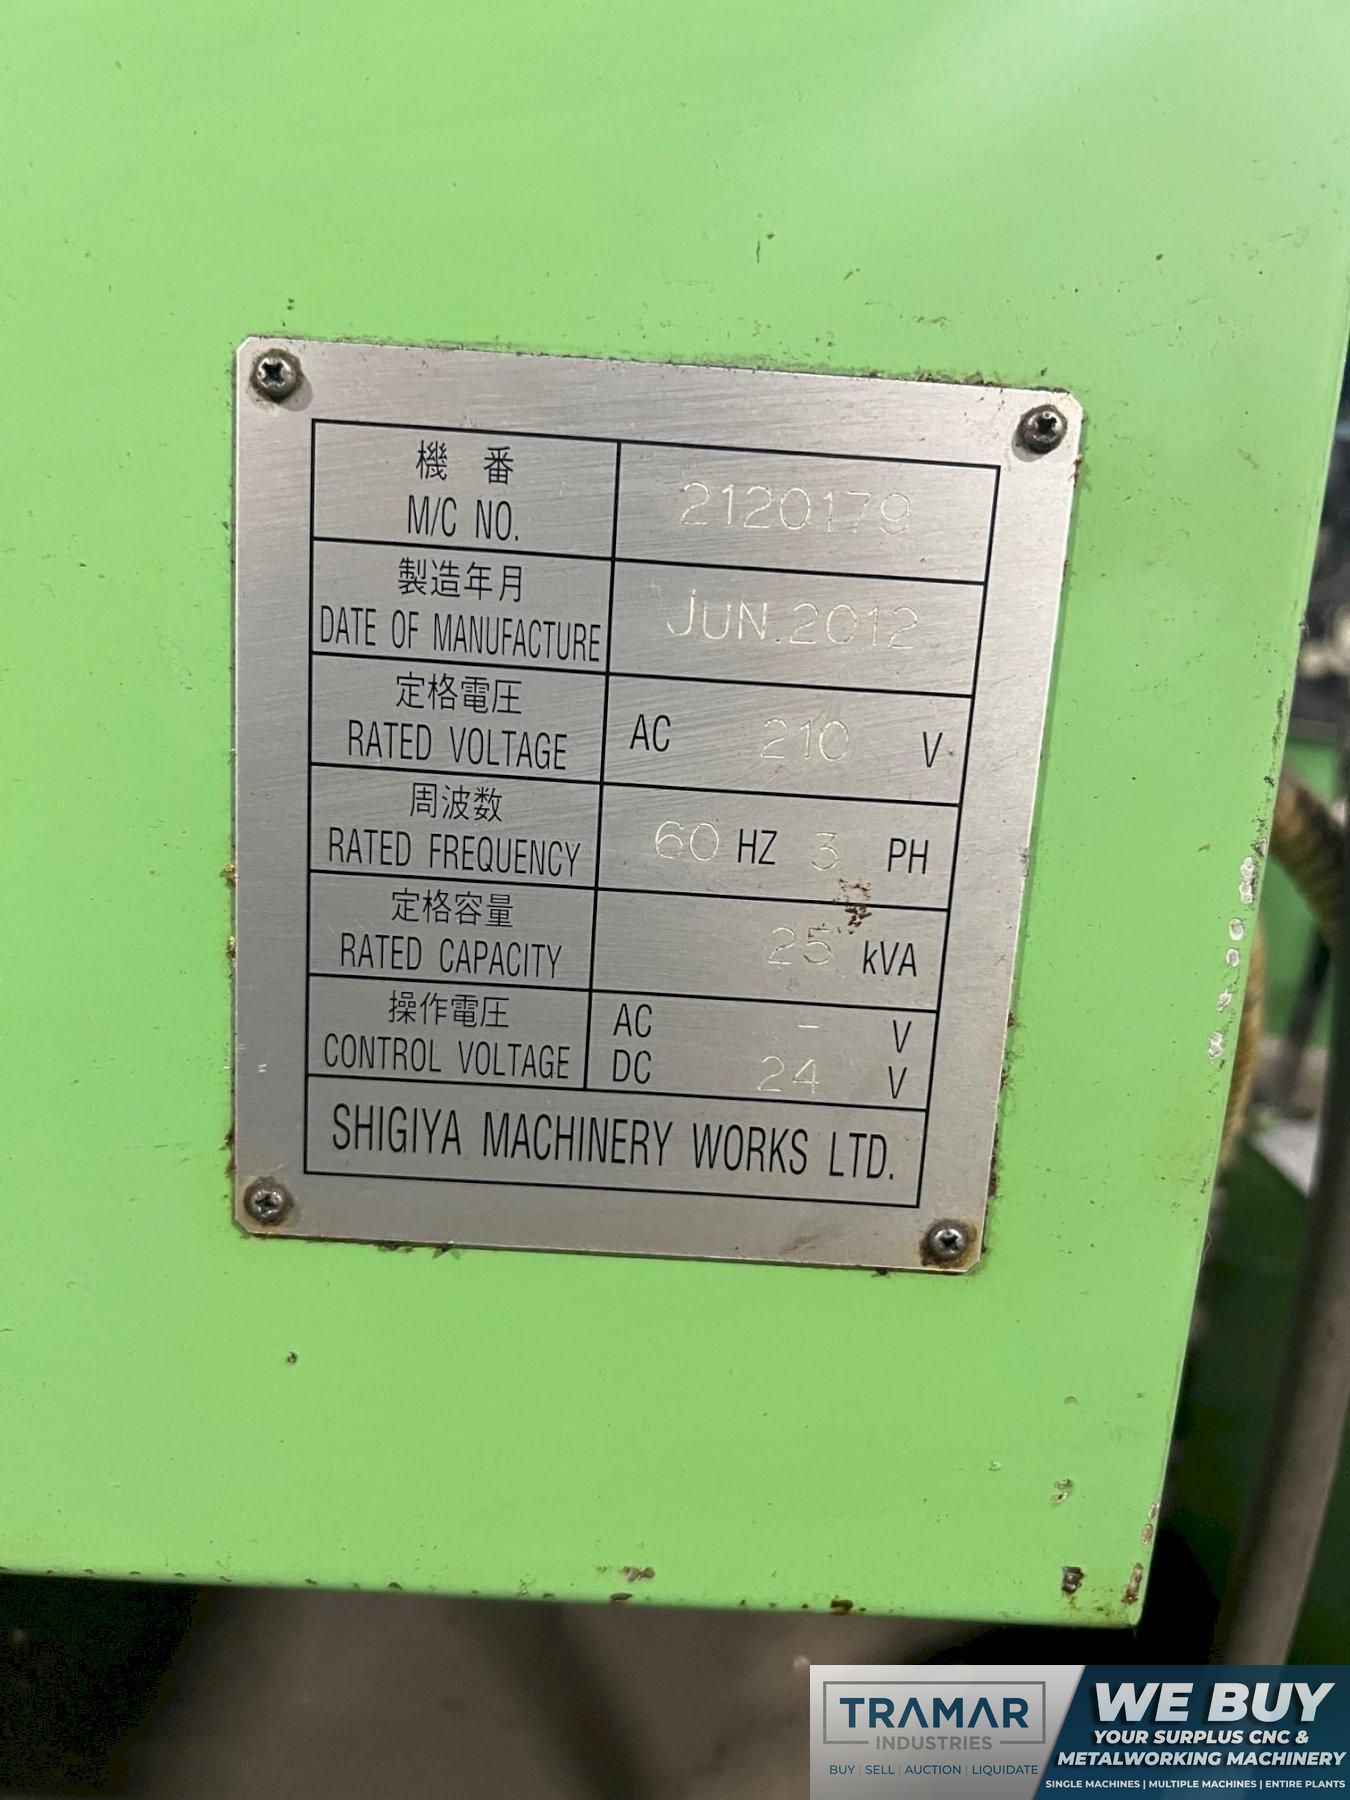 機 番
M/C NO. 2120179
製造年月
DATE OF MANUFACTURE JUN.2012
定格電圧
RATED VOLTAGE AC 210 V
周波数
RATED FREQUENCY 60 HZ 3 PH
定格容量
RATED CAPACITY 25 kVA
操作電圧
CONTROL VOLTAGE
AC - V
DC 24 V
SHIGIYA MACHINERY WORKS LTD.
TRAMAR
INDUSTRIES
BUY | SELL | AUCTION | LIQUIDATE
WE BUY
YOUR SURPLUS CNC &
METALWORKING MACHINERY
SINGLE MACHINES | MULTIPLE MACHINES | ENTIRE PLANTS